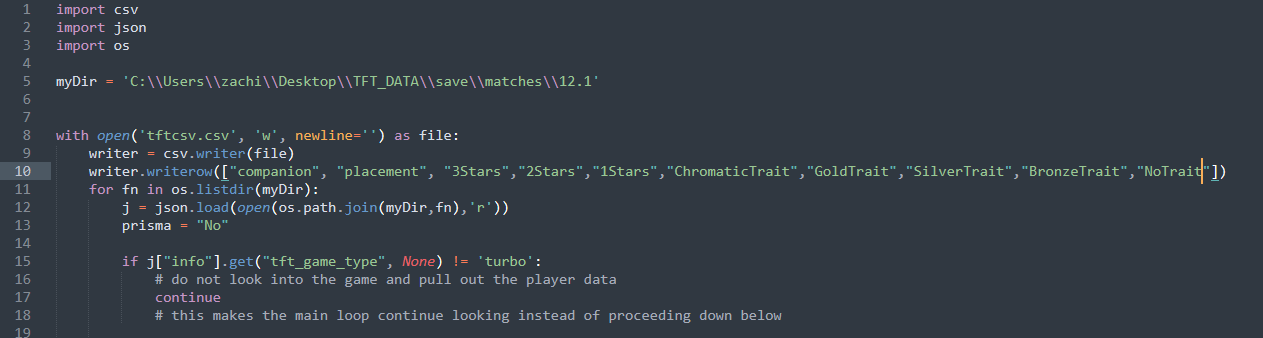 1 import csv
2 import json
3 import os
4
5 myDir = 'C:\\Users\\zachi\\Desktop\\TFT_DATA\\save\\matches\\12.1'
6
7
8 with open('tftcsv.csv', 'w', newline='') as file:
9     writer = csv.writer(file)
10     writer.writerow(["companion", "placement", "3Stars","2Stars","1Stars","ChromaticTrait","GoldTrait","SilverTrait","BronzeTrait","NoTrait"])
11     for fn in os.listdir(myDir):
12         j = json.load(open(os.path.join(myDir,fn),'r'))
13         prisma = "No"
14
15         if j["info"].get("tft_game_type", None) != 'turbo':
16             # do not look into the game and pull out the player data
17             continue
18             # this makes the main loop continue looking instead of proceeding down below
19